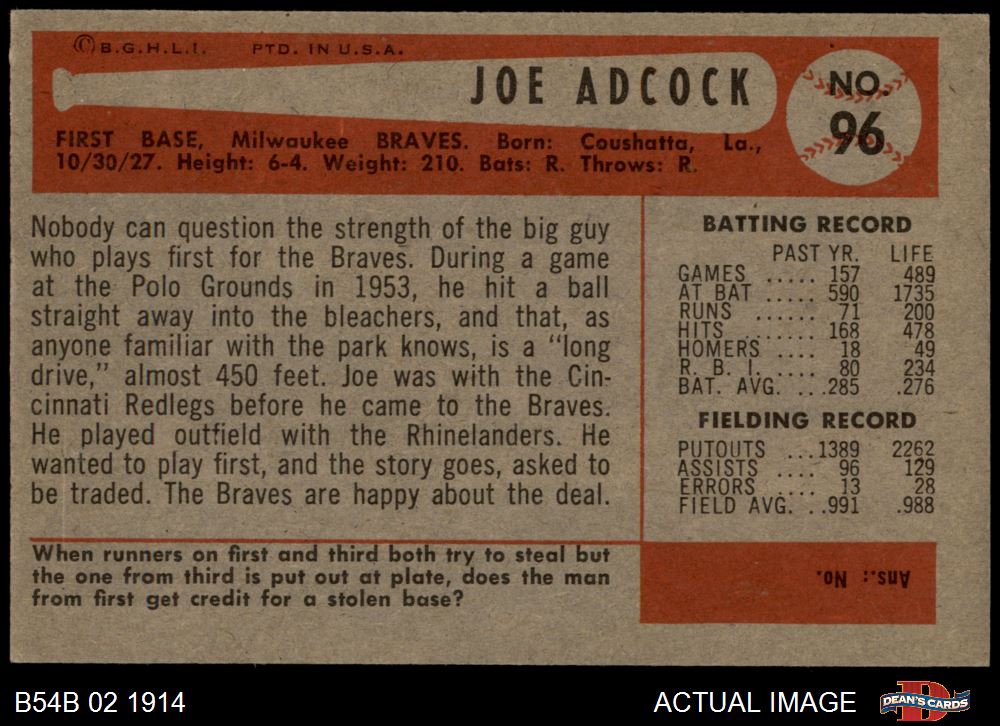 ©B.G.H.L.I. PTD. IN U.S.A.
JOE ADCOCK
NO.
96
FIRST BASE, Milwaukee BRAVES. Born: Coushatta, La.,
10/30/27. Height: 6-4. Weight: 210. Bats: R. Throws: R.
Nobody can question the strength of the big guy
who plays first for the Braves. During a game
at the Polo Grounds in 1953, he hit a ball
straight away into the bleachers, and that, as
anyone familiar with the park knows, is a "long
drive," almost 450 feet. Joe was with the Cin-
cinnati Redlegs before he came to the Braves.
He played outfield with the Rhinelanders. He
wanted to play first, and the story goes, asked to
be traded. The Braves are happy about the deal.
BATTING RECORD
PAST YR. LIFE
GAMES ..... 157 489
AT BAT ..... 590 1735
RUNS ...... 71 200
HITS ...... 168 478
HOMERS .... 18 49
R. B. I. .... 80 234
BAT. AVG. ...285 .276
FIELDING RECORD
PUTOUTS ...1389 2262
ASSISTS .... 96 129
ERRORS .... 13 28
FIELD AVG. ..991 .988
When runners on first and third both try to steal but
the one from third is put out at plate, does the man
from first get credit for a stolen base?
Ans.: No.
B54B 02 1914
ACTUAL IMAGE
DEAN'S CARDS